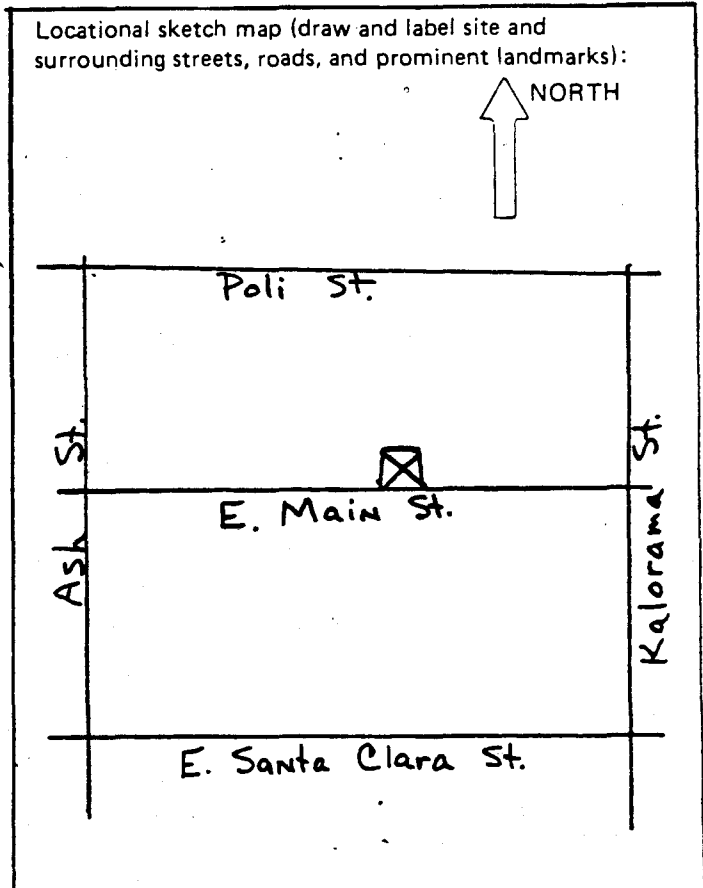 Locational sketch map (draw and label site and
surrounding streets, roads, and prominent landmarks):
NORTH
Poli St.
Ash St.
E. Main St.
Kalorama St.
E. Santa Clara St.